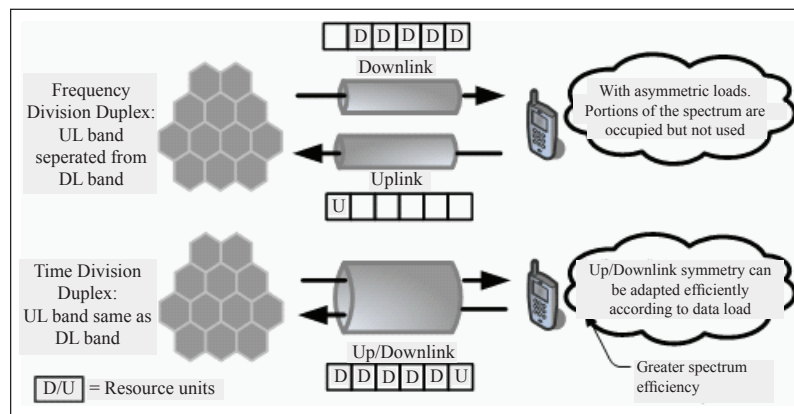 D D D D D
Downlink
Frequency
Division Duplex:
UL band
seperated from
DL band
With asymmetric loads.
Portions of the spectrum are
occupied but not used
Uplink
U
Time Division
Duplex:
UL band same as
DL band
Up/Downlink symmetry can
be adapted efficiently
according to data load
Up/Downlink
D D D D D U
Greater spectrum
efficiency
D/U = Resource units